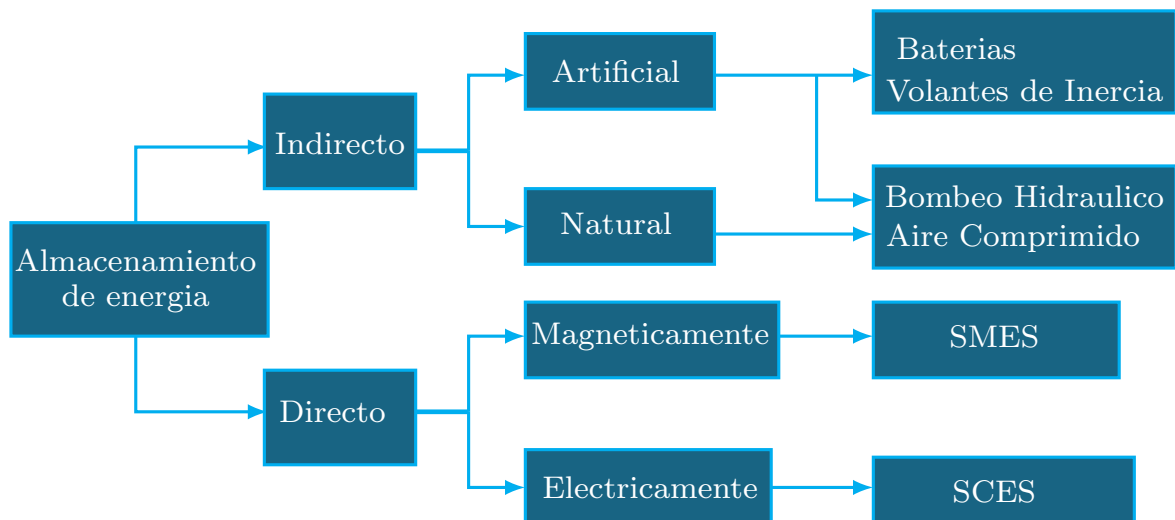 Almacenamiento
de energia
Indirecto
Directo
Artificial
Natural
Magneticamente
Electricamente
Baterias
Volantes de Inercia
Bombeo Hidraulico
Aire Comprimido
SMES
SCES